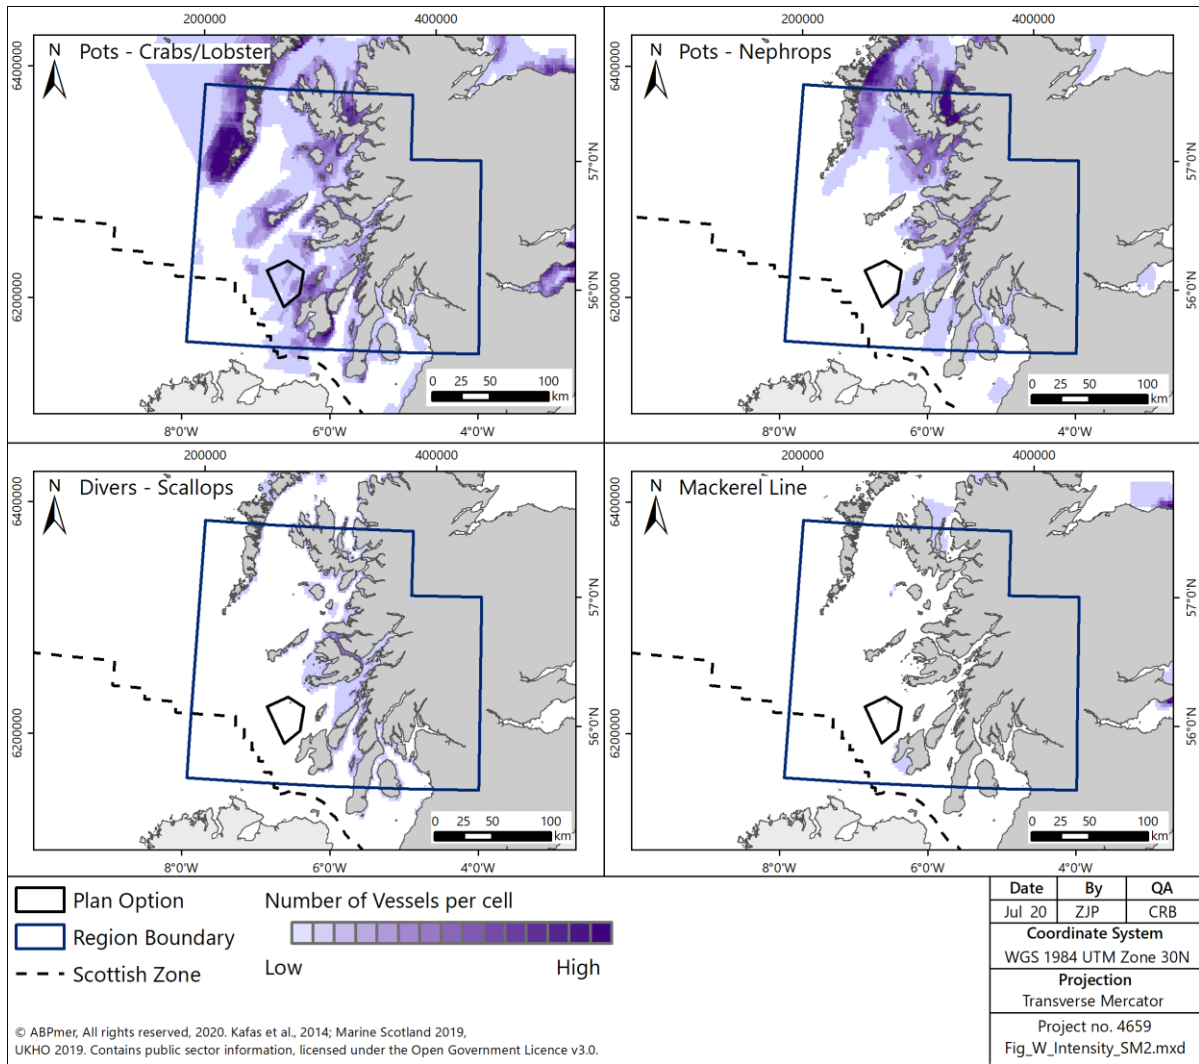 200000
400000
200000
400000
Pots - Crabs/Lobster
Pots - Nephrops
N
N
6400000
6400000
57°0'N
57°0'N
6200000
6200000
56°0'N
56°0'N
0 25 50 100
km
0 25 50 100
km
8°0'W
6°0'W
4°0'W
8°0'W
6°0'W
4°0'W
200000
400000
200000
400000
Divers - Scallops
Mackerel Line
N
N
6400000
6400000
57°0'N
57°0'N
6200000
6200000
56°0'N
56°0'N
0 25 50 100
km
0 25 50 100
km
8°0'W
6°0'W
4°0'W
8°0'W
6°0'W
4°0'W
Plan Option
Region Boundary
Scottish Zone
Number of Vessels per cell
Low
High
Date By QA
Jul 20 ZJP CRB
Coordinate System
WGS 1984 UTM Zone 30N
Projection
Transverse Mercator
Project no. 4659
Fig_W_Intensity_SM2.mxd
© ABPmer, All rights reserved, 2020. Kafas et al., 2014; Marine Scotland 2019,
UKHO 2019. Contains public sector information, licensed under the Open Government Licence v3.0.